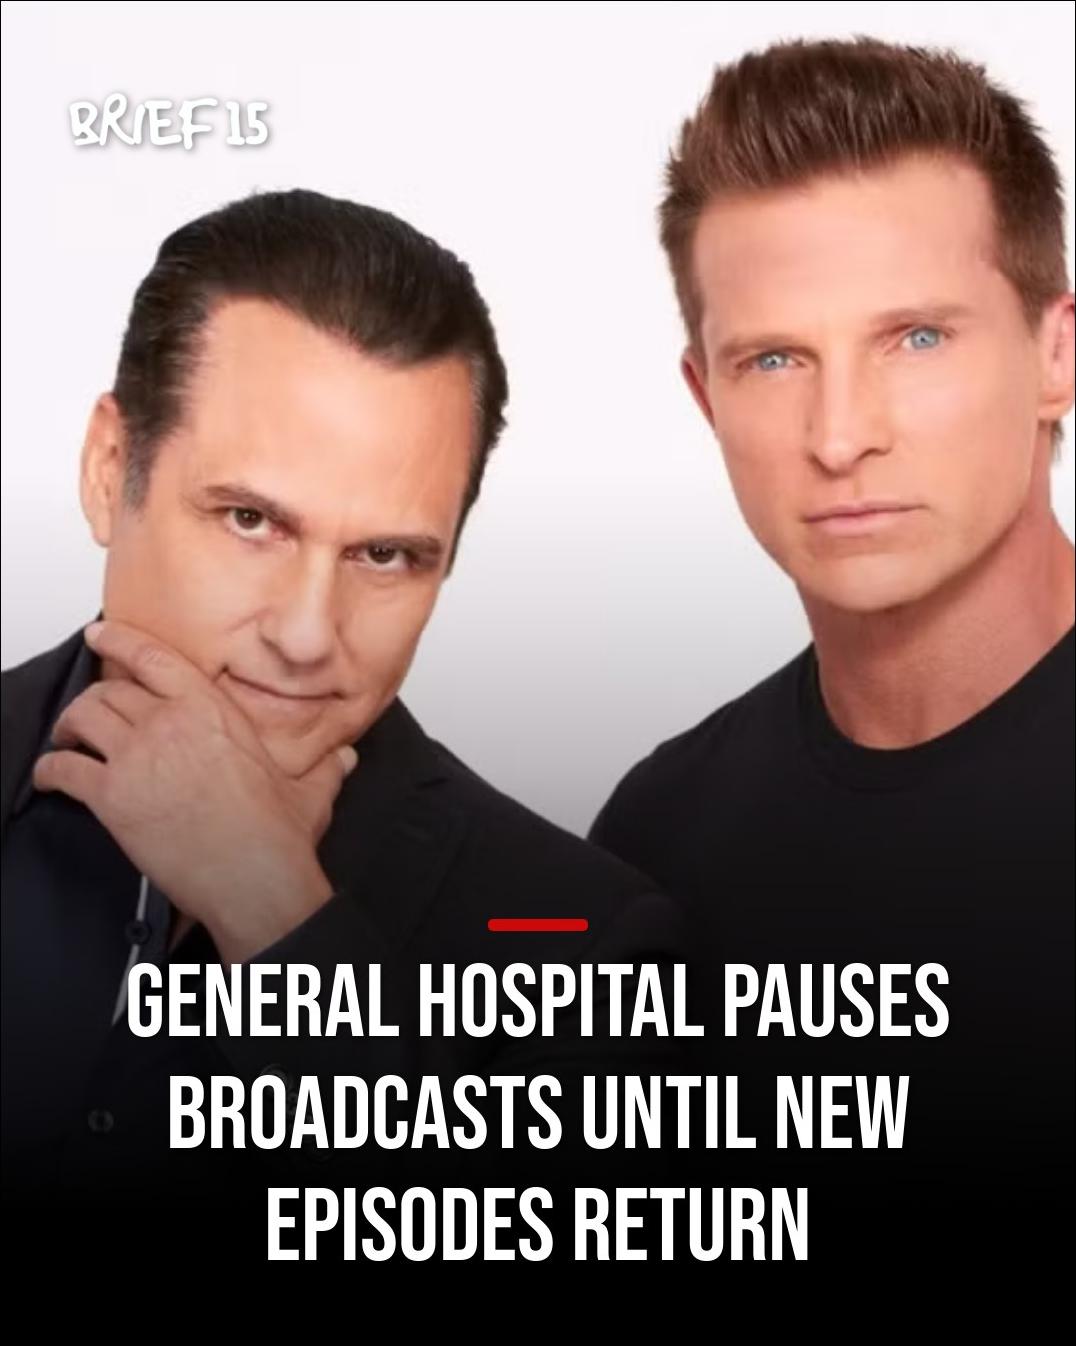 BRIEF 15
GENERAL HOSPITAL PAUSES
BROADCASTS UNTIL NEW
EPISODES RETURN